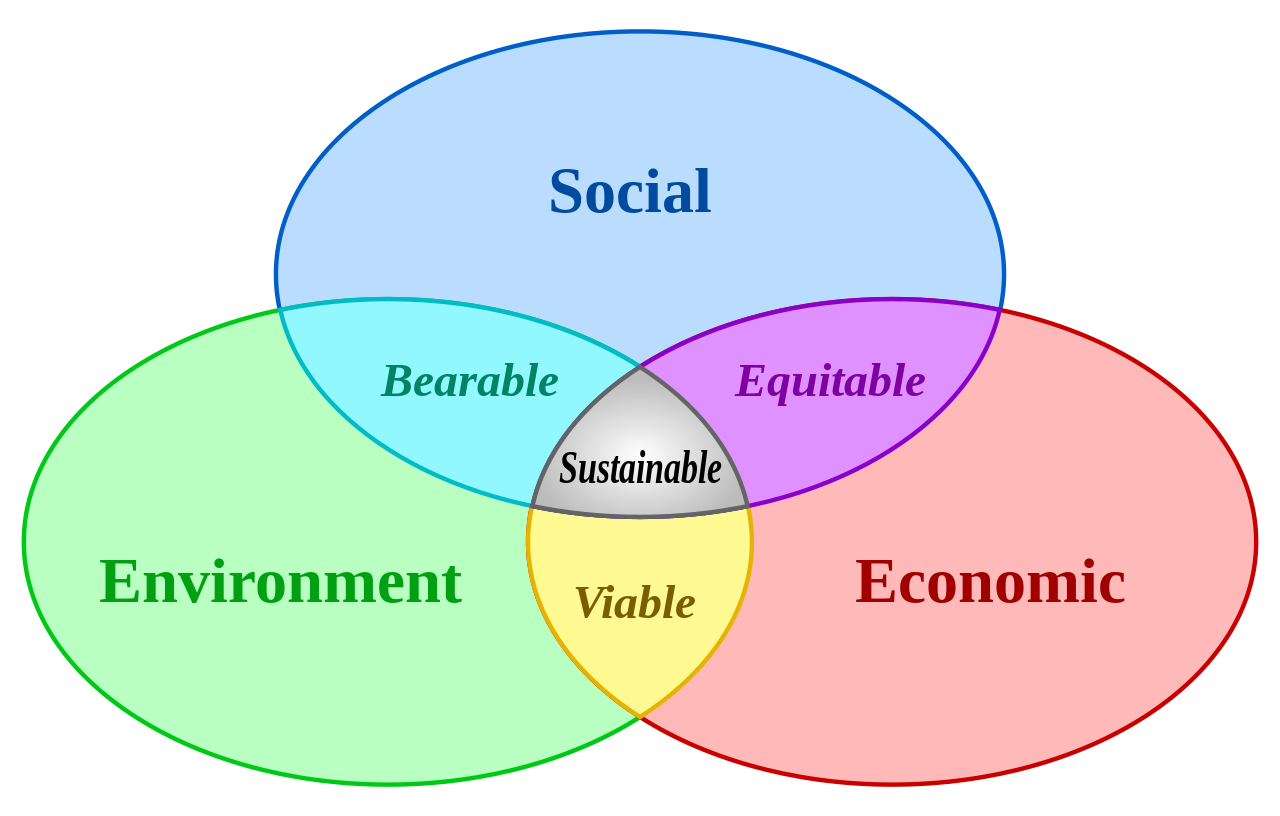 Social
Bearable
Equitable
Sustainable
Environment
Viable
Economic